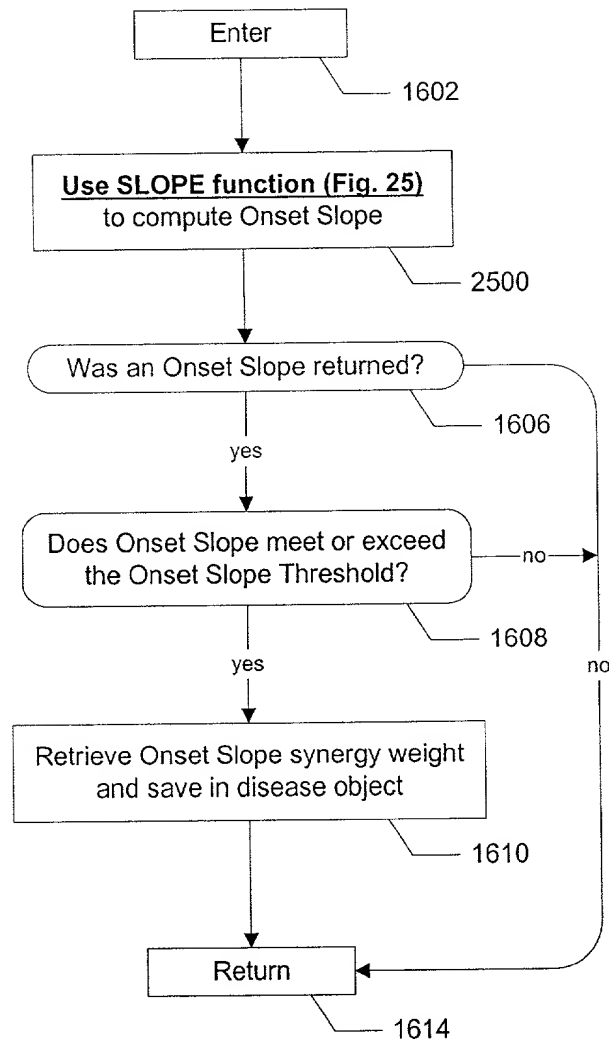 Enter
1602
Use SLOPE function (Fig. 25)
to compute Onset Slope
2500
Was an Onset Slope returned?
1606
yes
Does Onset Slope meet or exceed
the Onset Slope Threshold?
no
1608
yes
no
Retrieve Onset Slope synergy weight
and save in disease object
1610
Return
1614